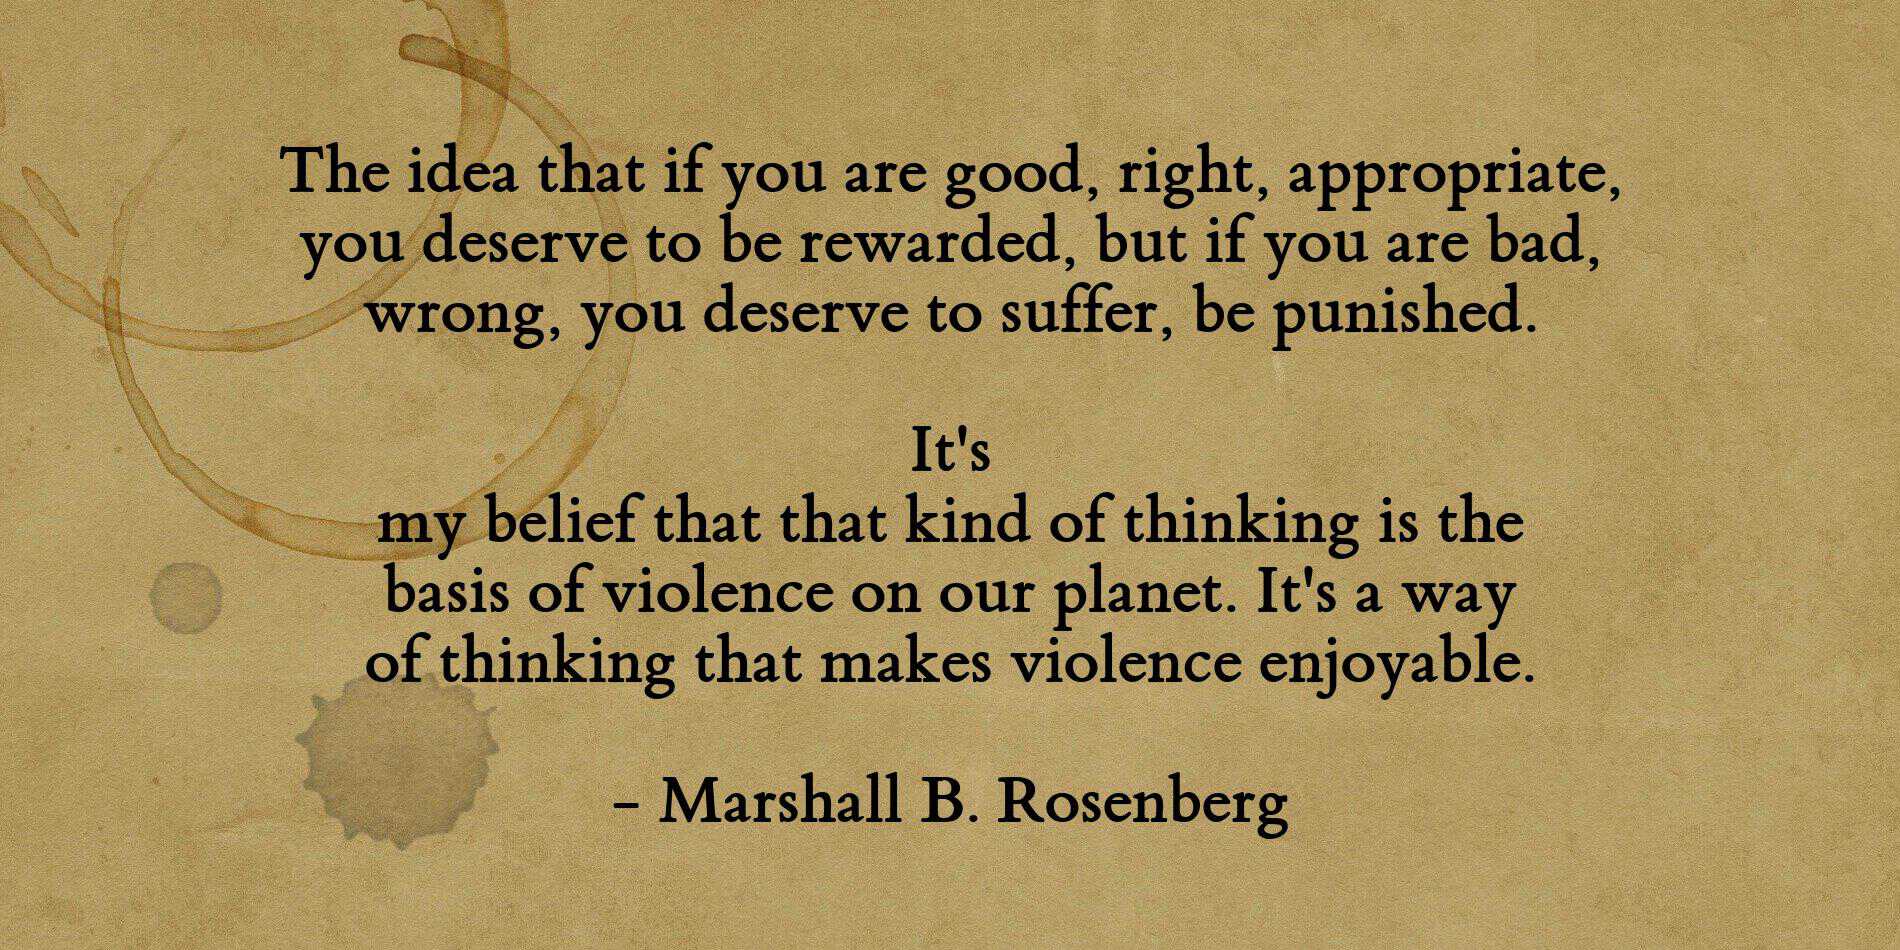 The idea that if you are good, right, appropriate,
you deserve to be rewarded, but if you are bad,
wrong, you deserve to suffer, be punished.
It's
my belief that that kind of thinking is the
basis of violence on our planet. It's a way
of thinking that makes violence enjoyable.
- Marshall B. Rosenberg